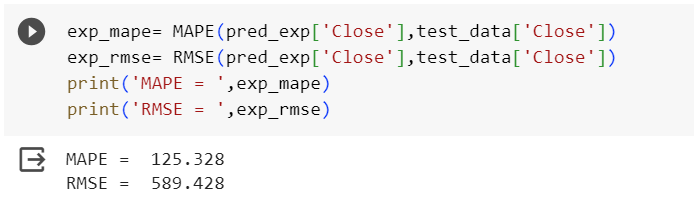 exp_mape= MAPE(pred_exp['Close'],test_data['Close'])
exp_rmse= RMSE(pred_exp['Close'],test_data['Close'])
print('MAPE = ',exp_mape)
print('RMSE = ',exp_rmse)
MAPE =  125.328
RMSE =  589.428